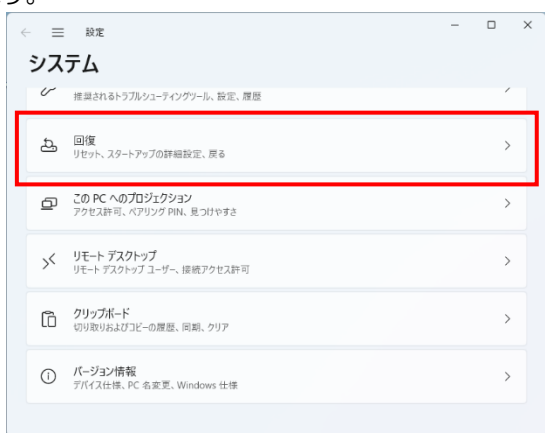 す。
設定
システム
推奨されるトラブルシューティングツール、設定、履歴
回復
リセット、スタートアップの詳細設定、戻る
この PC へのプロジェクション
アクセス許可、ペアリング PIN、見つけやすさ
リモート デスクトップ
リモート デスクトップ ユーザー、接続アクセス許可
クリップボード
切り取りおよびコピーの履歴、同期、クリア
バージョン情報
デバイス仕様、PC 名変更、Windows 仕様